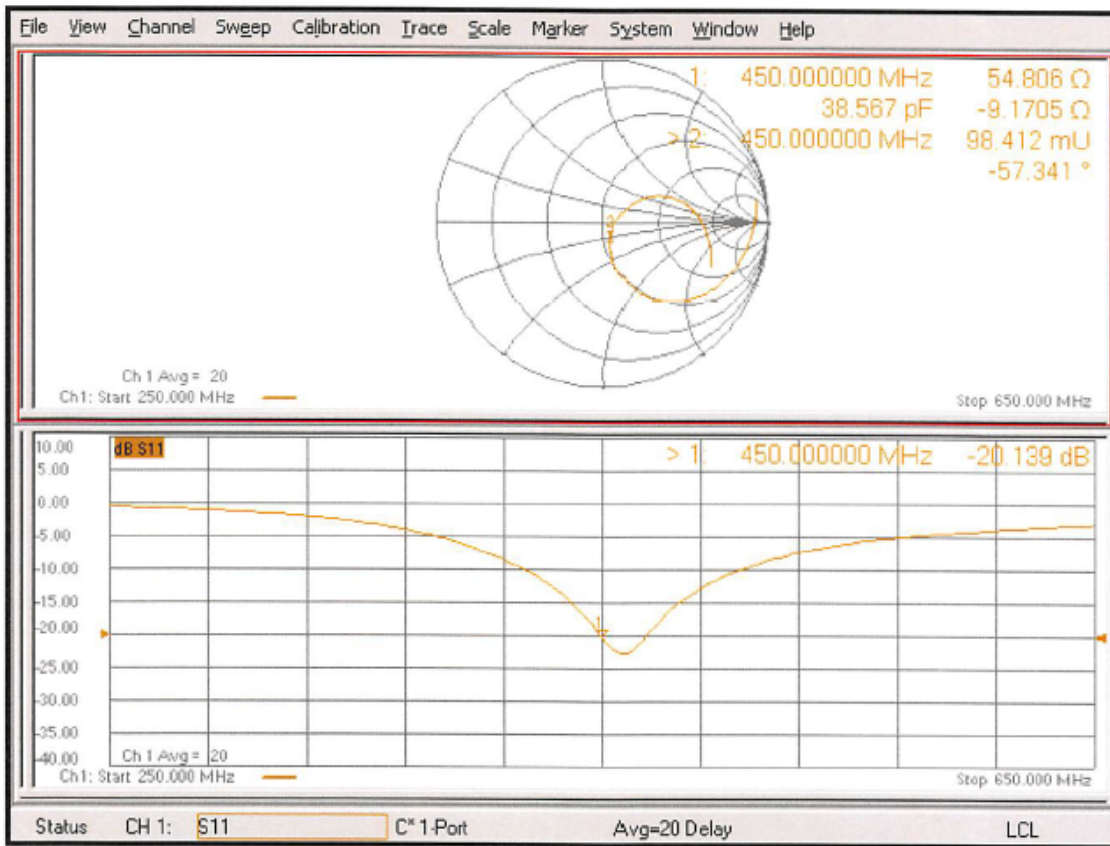 File View Channel Sweep Calibration Trace Scale Marker System Window Help
1: 450.000000 MHz 54.806 Ω
38.567 pF -9.1705 Ω
> 2: 450.000000 MHz 98.412 mU
-57.341 °
2
Ch 1 Avg = 20
Ch1: Start 250.000 MHz Stop 650.000 MHz
10.00 dB S11 > 1: 450.000000 MHz -20.139 dB
5.00
0.00
-5.00
-10.00
-15.00
1
-20.00
-25.00
-30.00
-35.00
-40.00 Ch 1 Avg = 20
Ch1: Start 250.000 MHz Stop 650.000 MHz
Status CH 1: S11 C* 1-Port Avg=20 Delay LCL